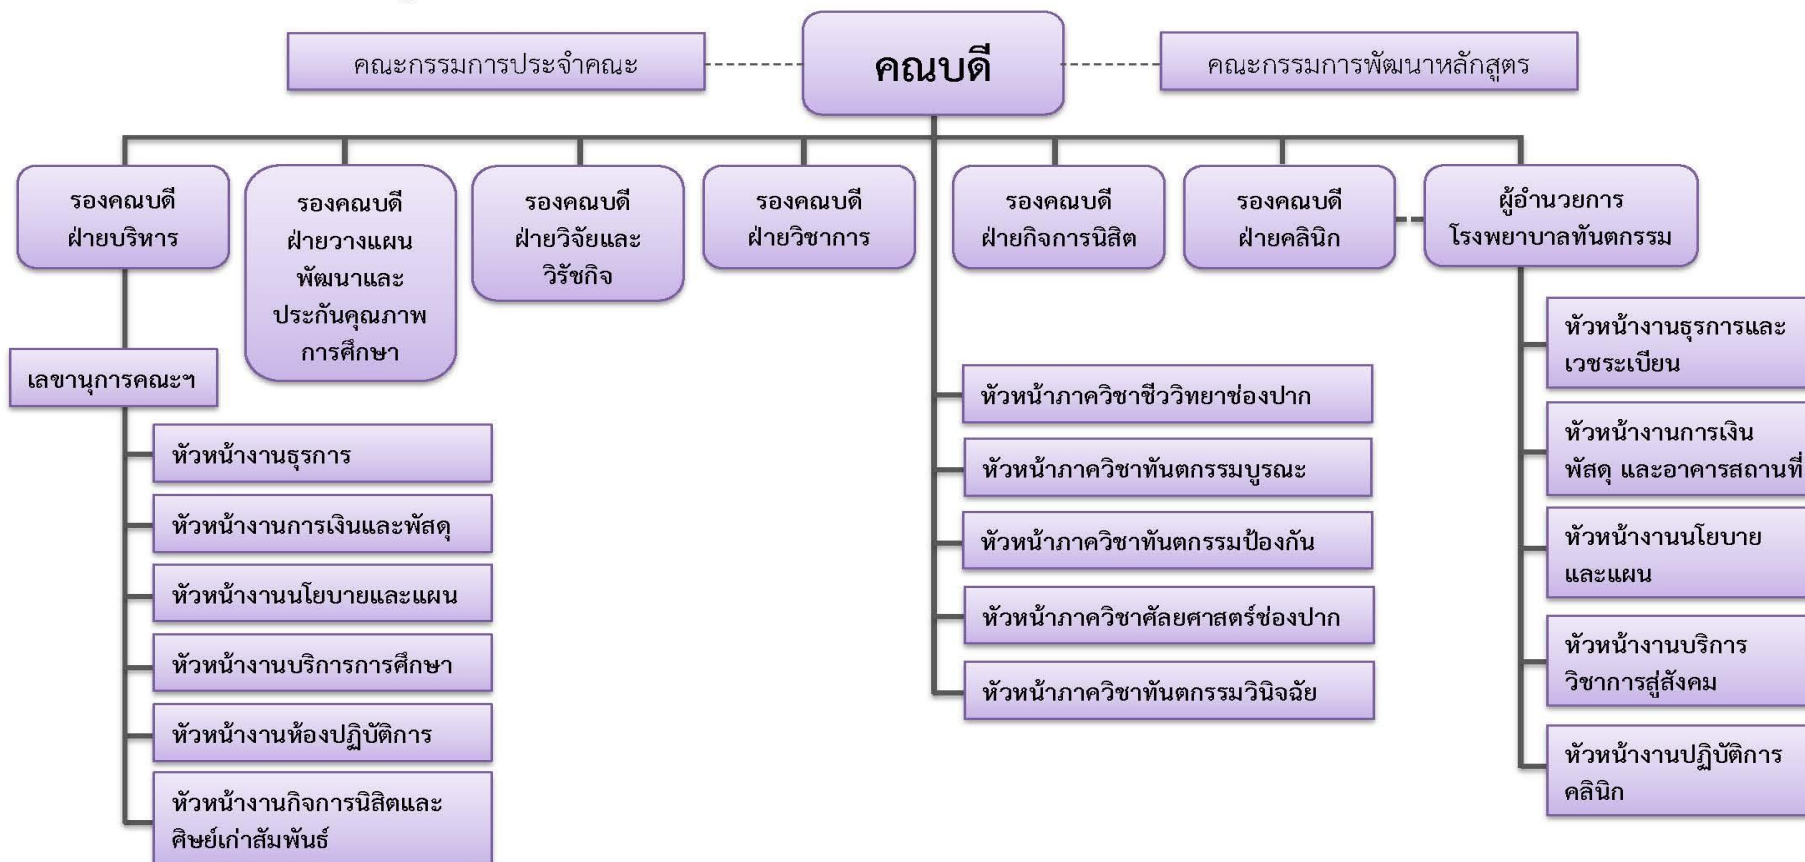 คณะกรรมการประจำคณะ
คณบดี
คณะกรรมการพัฒนาหลักสูตร
รองคณบดี
ฝ่ายบริหาร
รองคณบดี
ฝ่ายวางแผน
พัฒนาและ
ประกันคุณภาพ
การศึกษา
รองคณบดี
ฝ่ายวิจัยและ
วิรัชกิจ
รองคณบดี
ฝ่ายวิชาการ
รองคณบดี
ฝ่ายกิจการนิสิต
รองคณบดี
ฝ่ายคลินิก
ผู้อำนวยการ
โรงพยาบาลทันตกรรม
เลขานุการคณะฯ
หัวหน้างานธุรการ
หัวหน้างานการเงินและพัสดุ
หัวหน้างานนโยบายและแผน
หัวหน้างานบริการการศึกษา
หัวหน้างานห้องปฏิบัติการ
หัวหน้างานกิจการนิสิตและ
ศิษย์เก่าสัมพันธ์
หัวหน้าภาควิชาชีววิทยาช่องปาก
หัวหน้าภาควิชาทันตกรรมบูรณะ
หัวหน้าภาควิชาทันตกรรมป้องกัน
หัวหน้าภาควิชาศัลยศาสตร์ช่องปาก
หัวหน้าภาควิชาทันตกรรมวินิจฉัย
หัวหน้างานธุรการและ
เวชระเบียน
หัวหน้างานการเงิน
พัสดุ และอาคารสถานที่
หัวหน้างานนโยบาย
และแผน
หัวหน้างานบริการ
วิชาการสู่สังคม
หัวหน้างานปฏิบัติการ
คลินิก